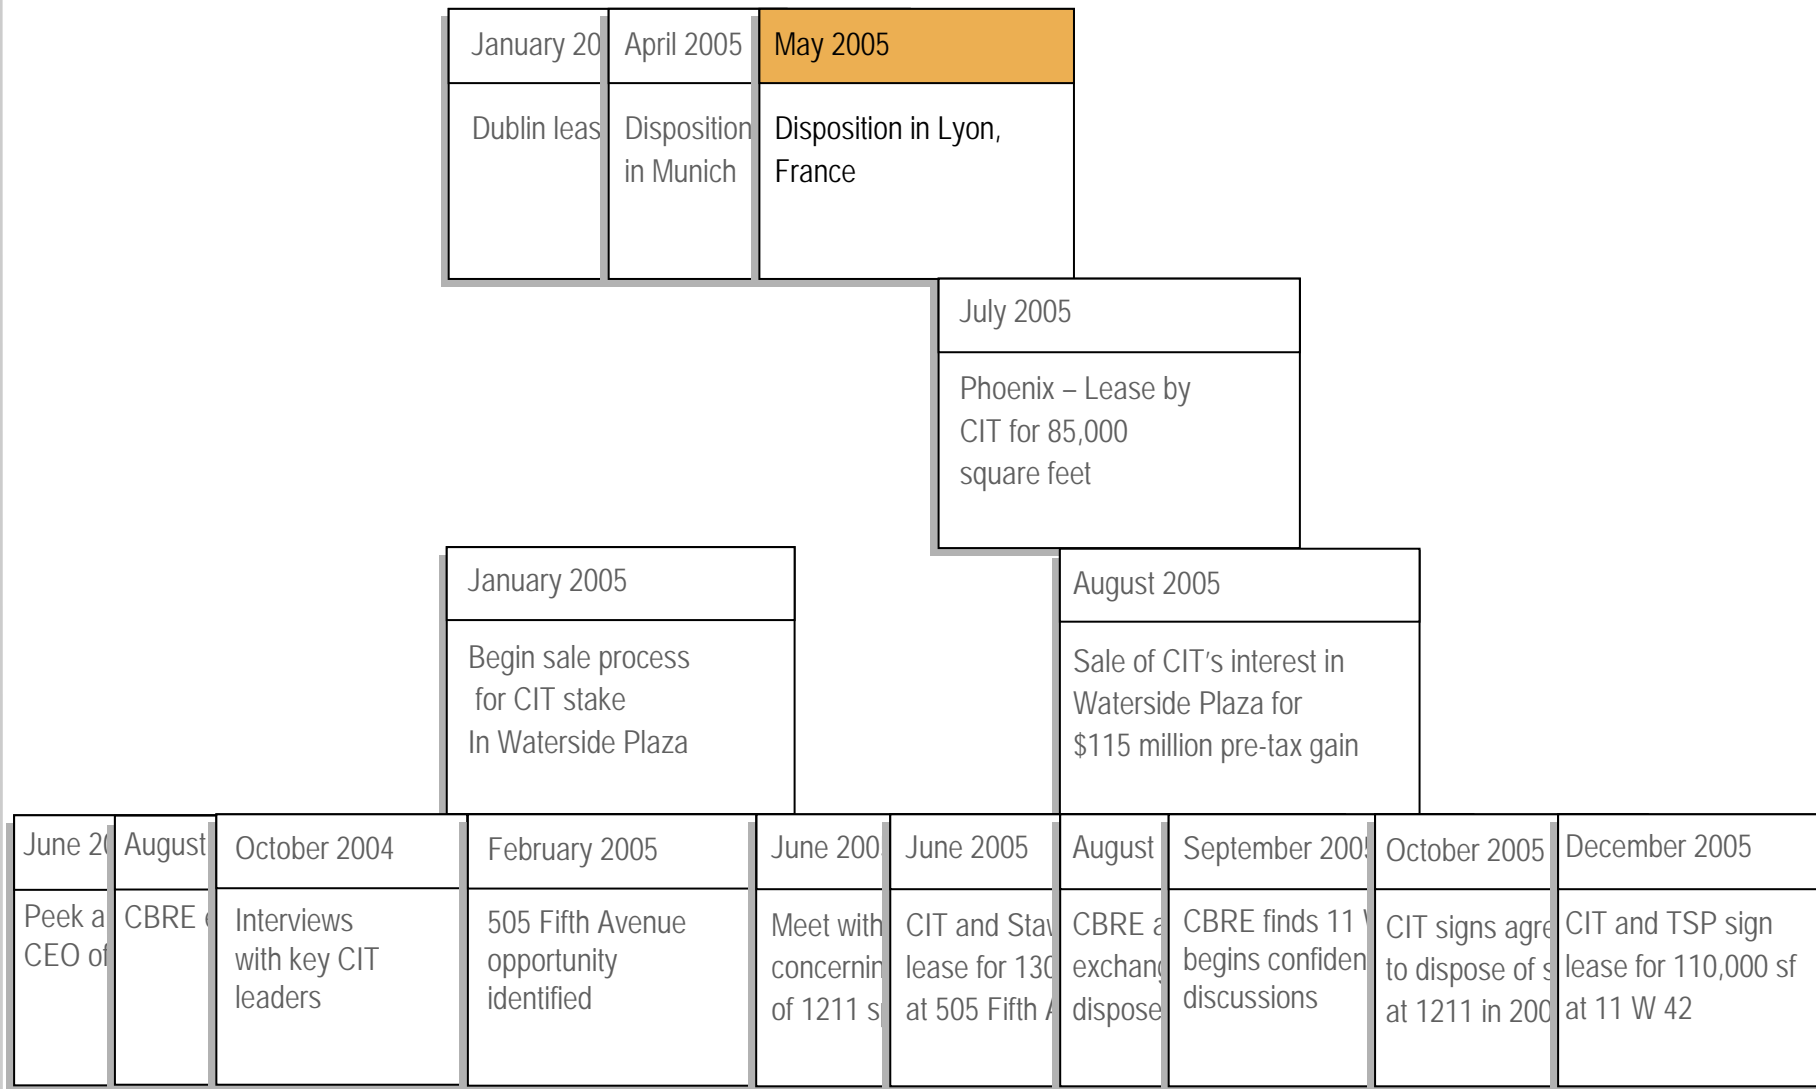 January 20
Dublin leas
April 2005
Disposition
in Munich
May 2005
Disposition in Lyon,
France
July 2005
Phoenix – Lease by
CIT for 85,000
square feet
January 2005
Begin sale process
for CIT stake
In Waterside Plaza
August 2005
Sale of CIT’s interest in
Waterside Plaza for
$115 million pre-tax gain
June 20
Peek a
CEO of
August
CBRE
October 2004
Interviews
with key CIT
leaders
February 2005
505 Fifth Avenue
opportunity
identified
June 200
Meet with
concernin
of 1211 s
June 2005
CIT and Stav
lease for 130
at 505 Fifth
August
CBRE a
exchang
dispose
September 2005
CBRE finds 11
begins confiden
discussions
October 2005
CIT signs agre
to dispose of s
at 1211 in 200
December 2005
CIT and TSP sign
lease for 110,000 sf
at 11 W 42